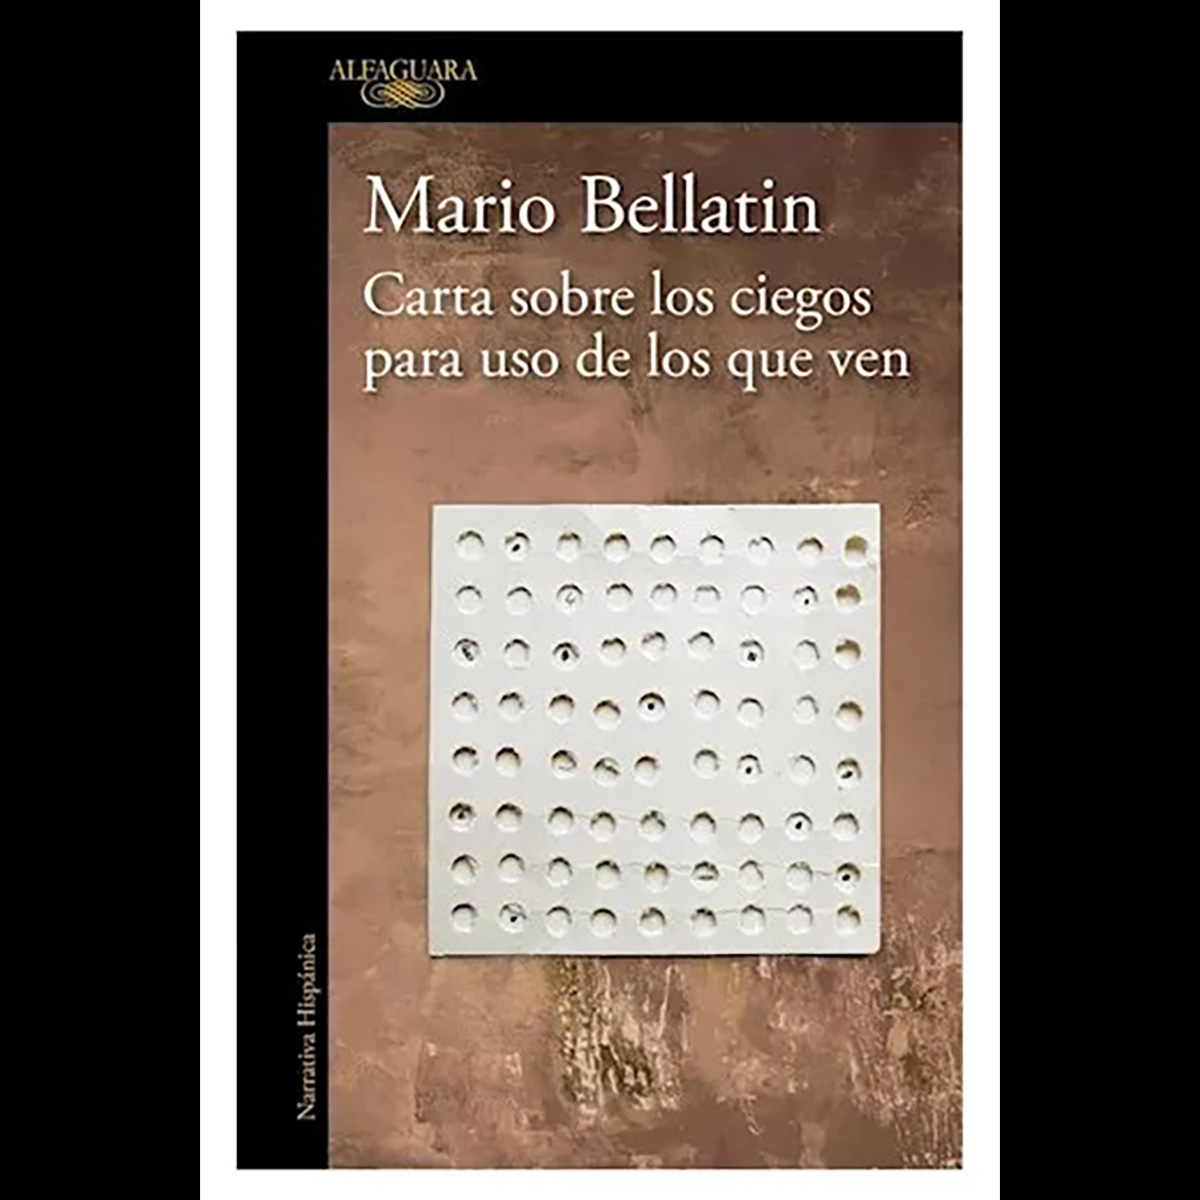 ALFAGUARA
Mario Bellatin
Carta sobre los ciegos
para uso de los que ven
Narrativa Hispánica